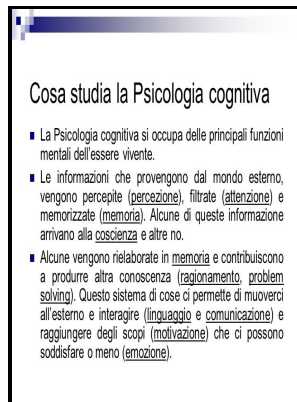 Cosa studia la Psicologia cognitiva
La Psicologia cognitiva si occupa delle principali funzioni
mentali dell'essere vivente.
Le informazioni che provengono dal mondo esterno,
vengono percepite (percezione), filtrate (attenzione) e
memorizzate (memoria). Alcune di queste informazione
arrivano alla coscienza e altre no.
Alcune vengono rielaborate in memoria e contribuiscono
a produrre altra conoscenza (ragionamento, problem
solving). Questo sistema di cose ci permette di muoverci
all'esterno e interagire (linguaggio e comunicazione) e
raggiungere degli scopi (motivazione) che ci possono
soddisfare o meno (emozione).